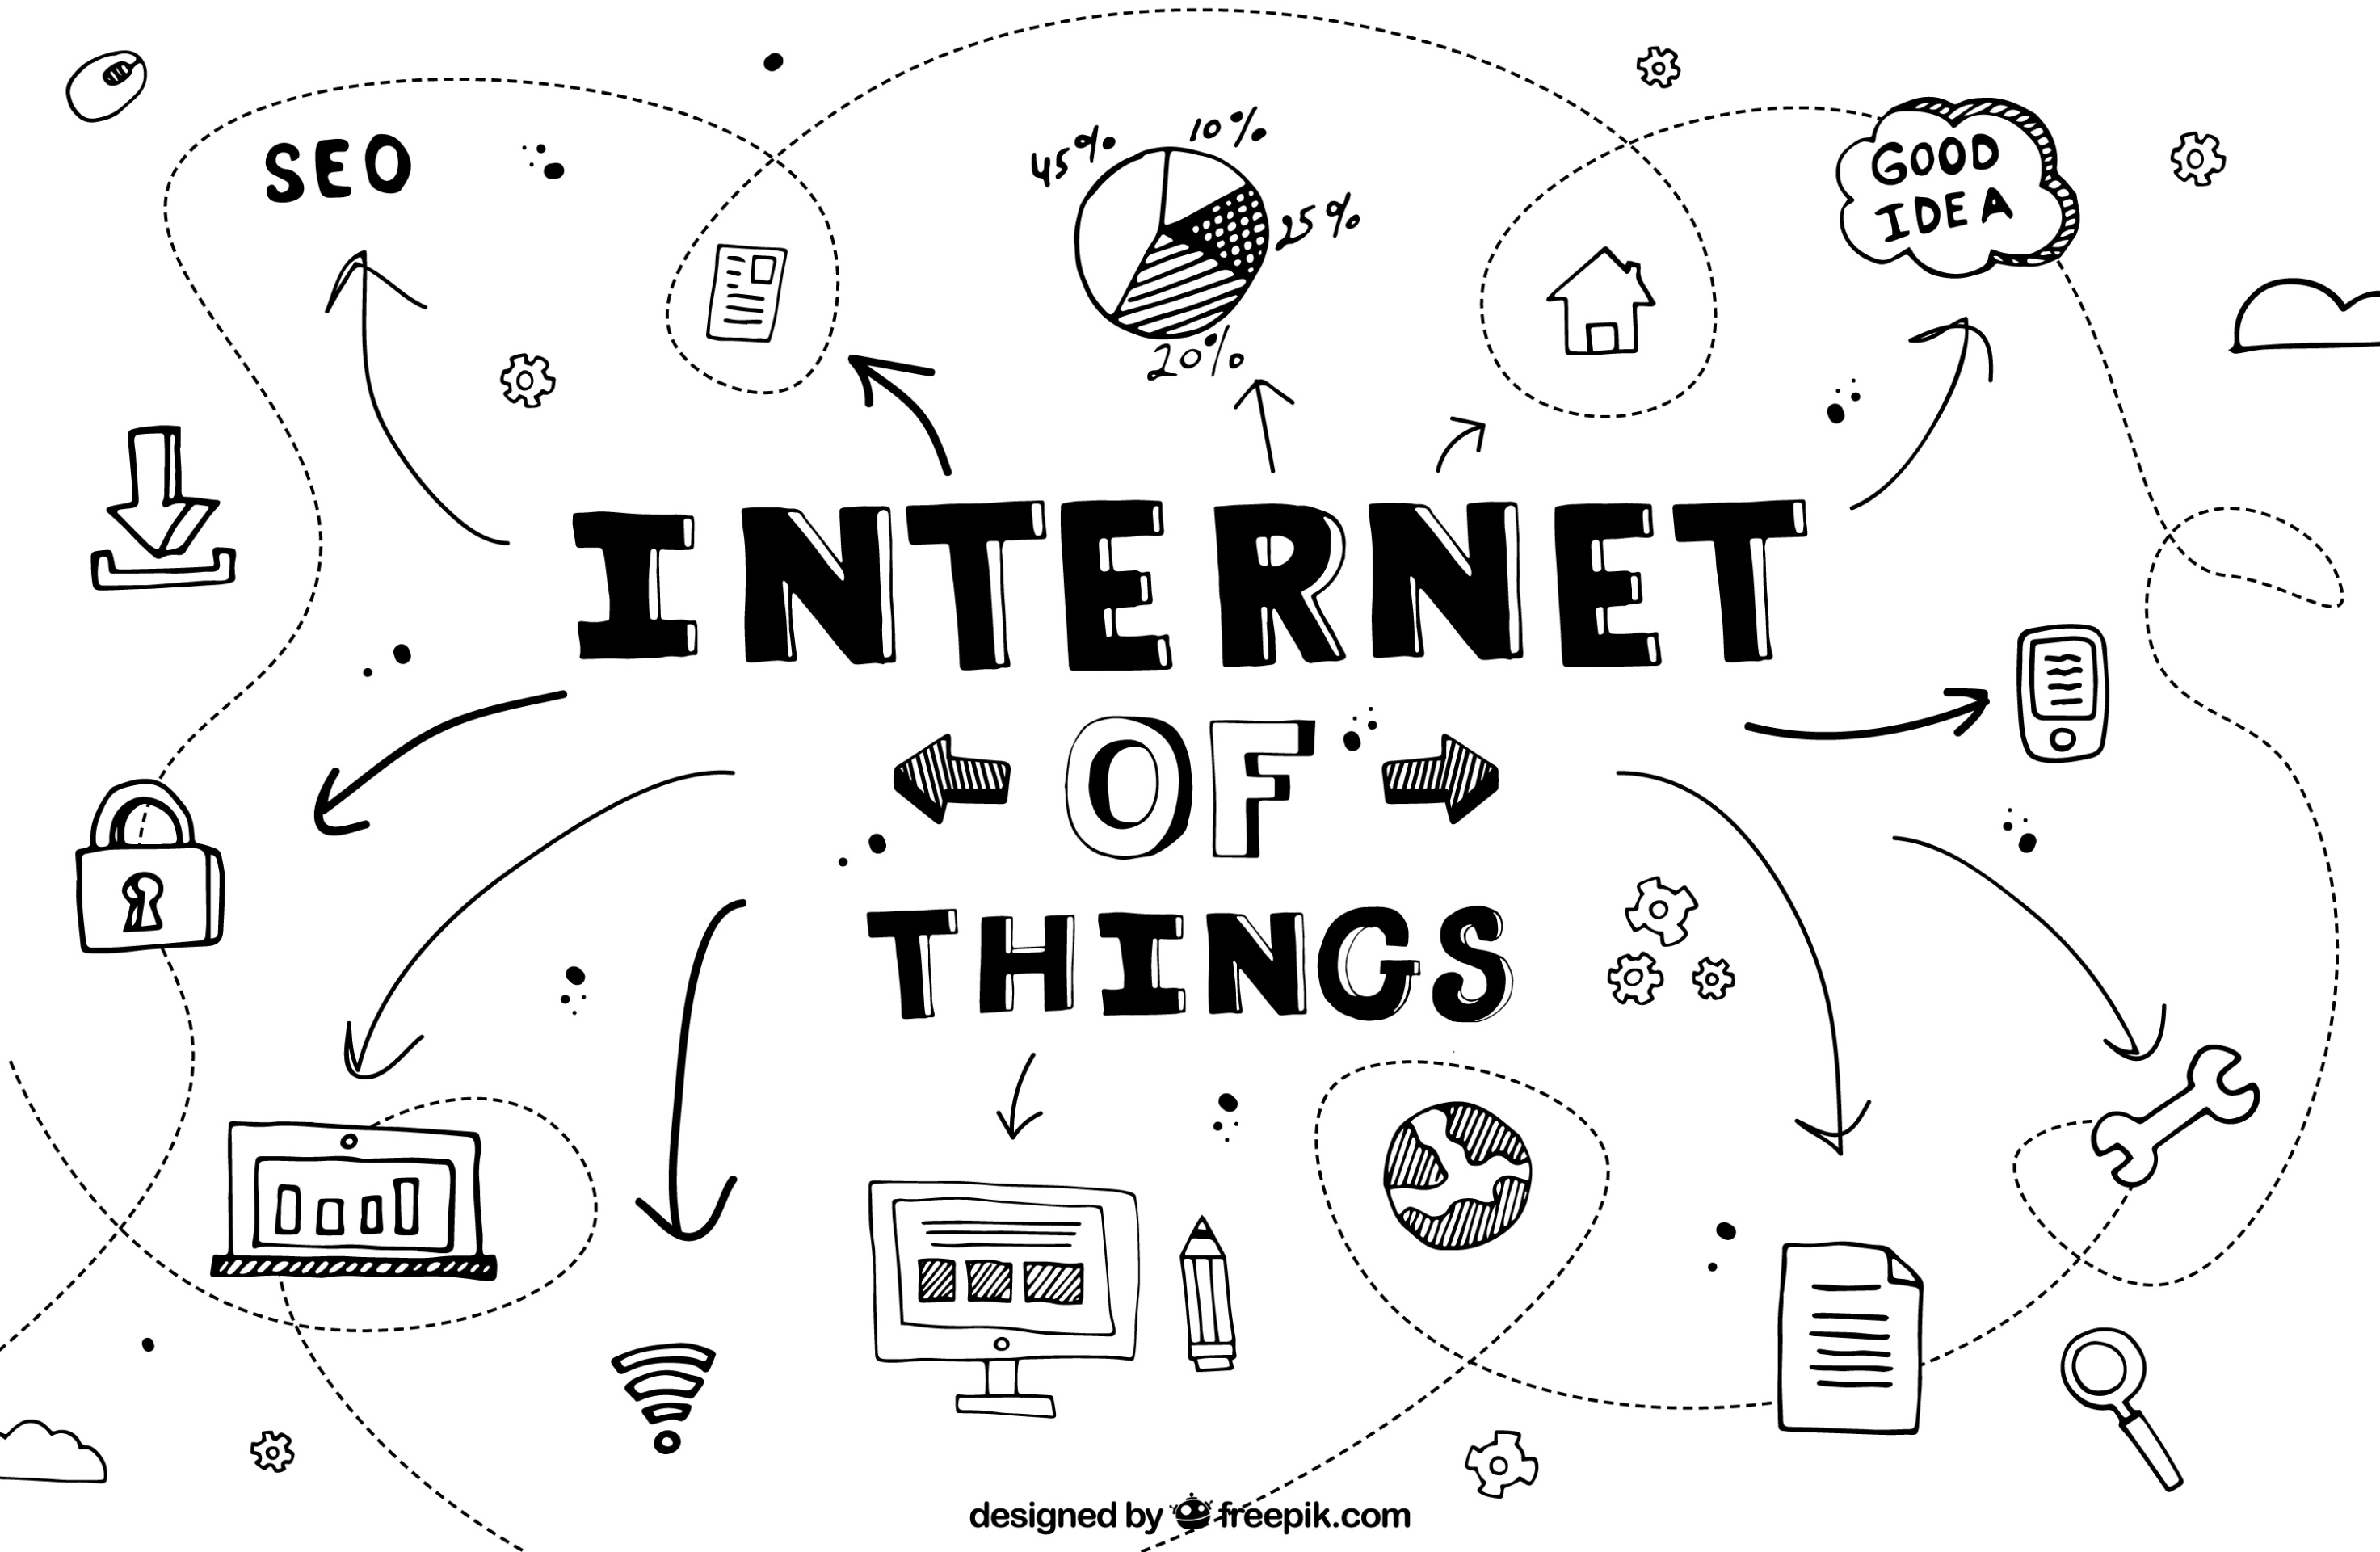 SEO
45%
10%
25%
20%
GOOD
IDEA
INTERNET
OF
THINGS
designed by freepik.com